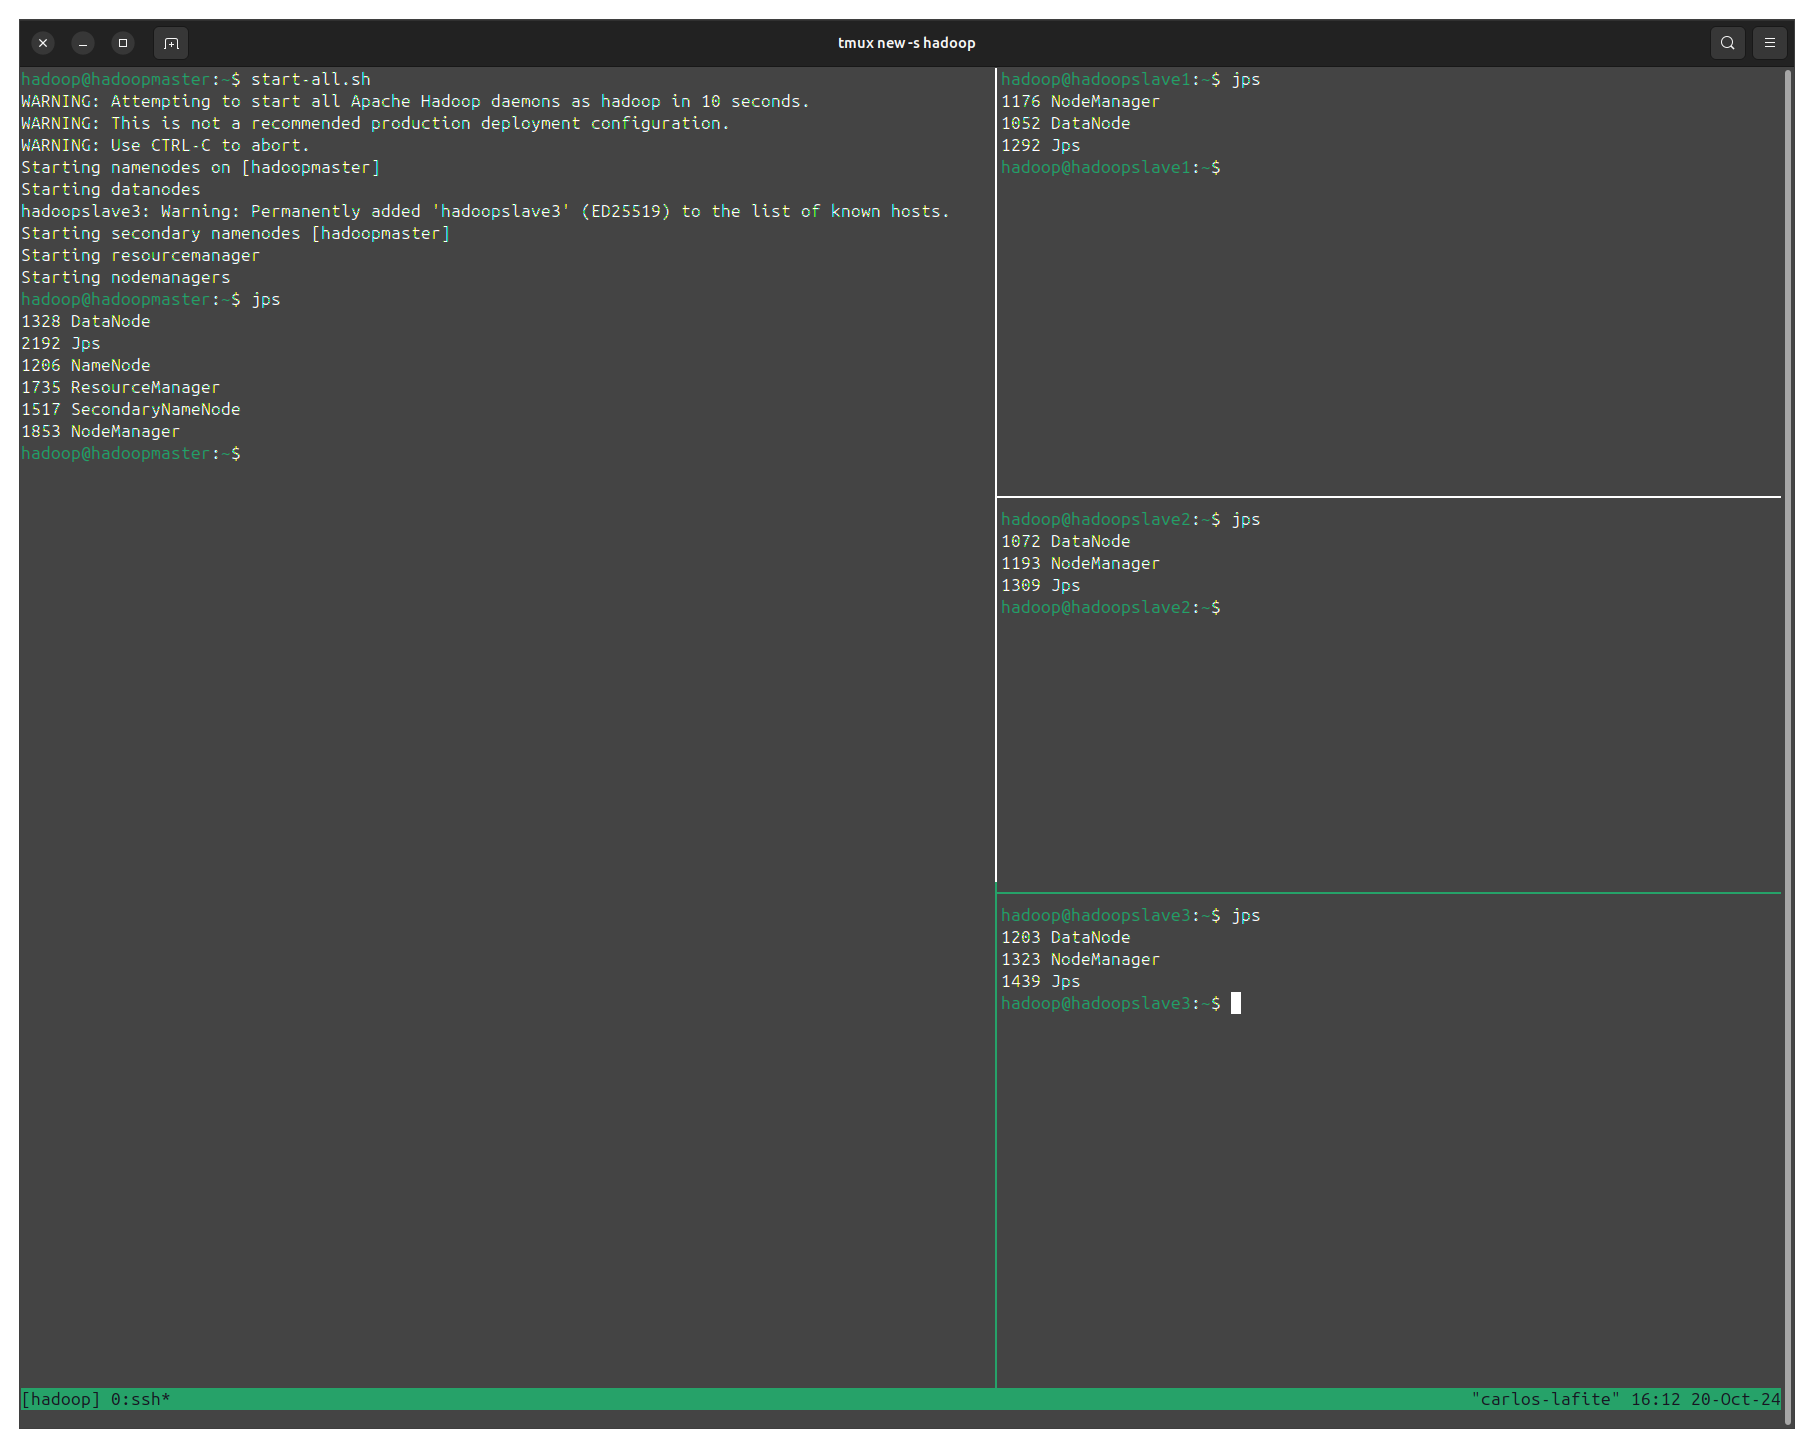 tmux new -s hadoop
hadoop@hadoopmaster:~$ start-all.sh
WARNING: Attempting to start all Apache Hadoop daemons as hadoop in 10 seconds.
WARNING: This is not a recommended production deployment configuration.
WARNING: Use CTRL-C to abort.
Starting namenodes on [hadoopmaster]
Starting datanodes
hadoopslave3: Warning: Permanently added 'hadoopslave3' (ED25519) to the list of known hosts.
Starting secondary namenodes [hadoopmaster]
Starting resourcemanager
Starting nodemanagers
hadoop@hadoopmaster:~$ jps
1328 DataNode
2192 Jps
1206 NameNode
1735 ResourceManager
1517 SecondaryNameNode
1853 NodeManager
hadoop@hadoopmaster:~$
hadoop@hadoopslave1:~$ jps
1176 NodeManager
1052 DataNode
1292 Jps
hadoop@hadoopslave1:~$
hadoop@hadoopslave2:~$ jps
1072 DataNode
1193 NodeManager
1309 Jps
hadoop@hadoopslave2:~$
hadoop@hadoopslave3:~$ jps
1203 DataNode
1323 NodeManager
1439 Jps
hadoop@hadoopslave3:~$
[hadoop] 0:ssh*
"carlos-lafite" 16:12 20-Oct-24